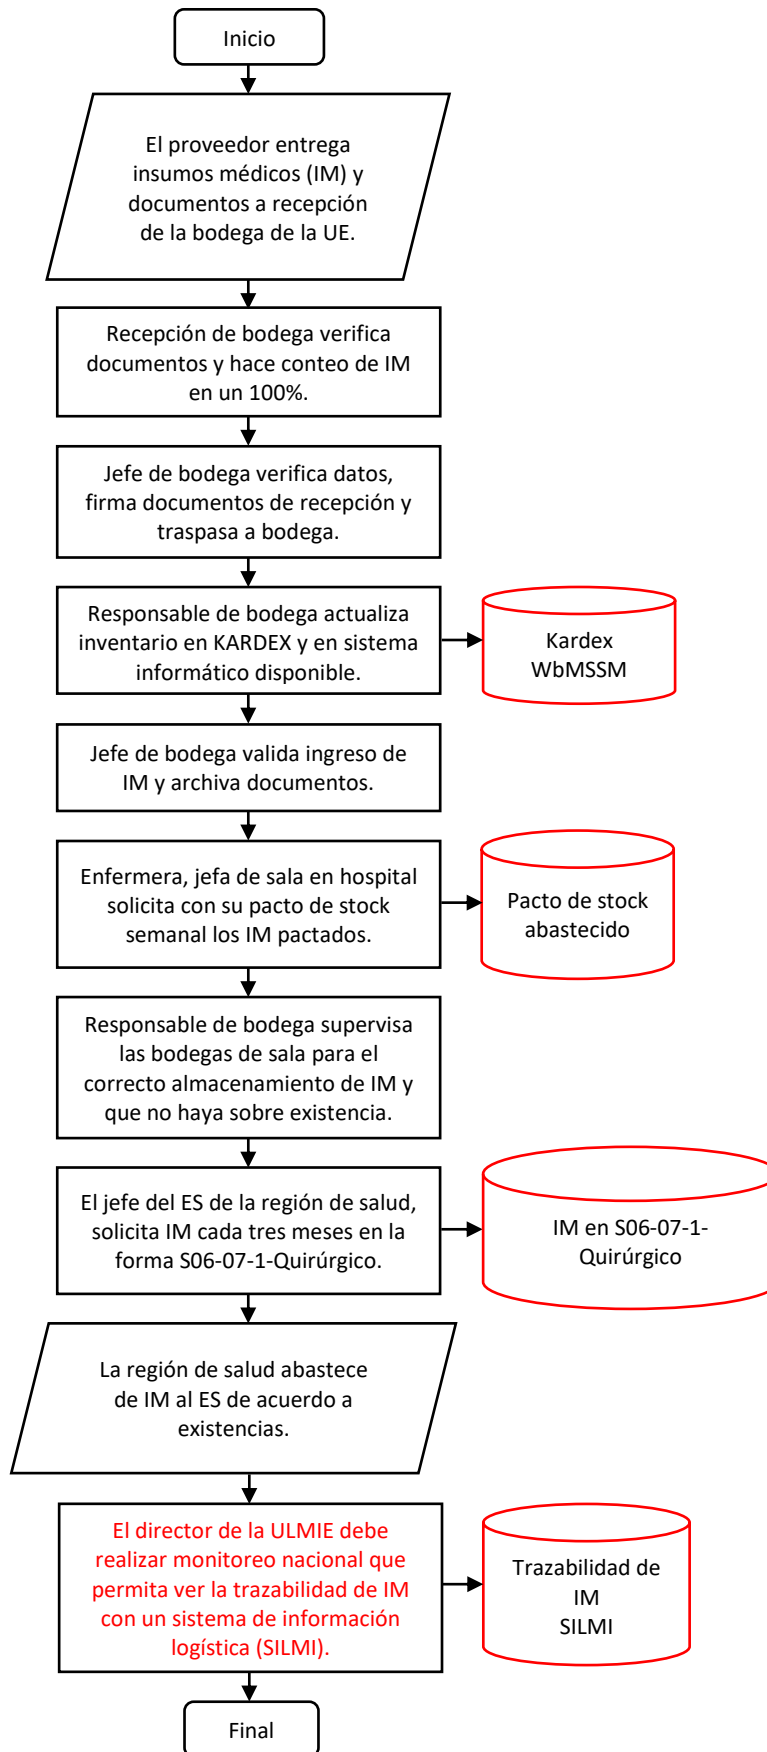 Inicio
El proveedor entrega
insumos médicos (IM) y
documentos a recepción
de la bodega de la UE.
Recepción de bodega verifica
documentos y hace conteo de IM
en un 100%.
Jefe de bodega verifica datos,
firma documentos de recepción y
traspasa a bodega.
Responsable de bodega actualiza
inventario en KARDEX y en sistema
informático disponible.
Kardex
WbMSSM
Jefe de bodega valida ingreso de
IM y archiva documentos.
Enfermera, jefa de sala en hospital
solicita con su pacto de stock
semanal los IM pactados.
Pacto de stock
abastecido
Responsable de bodega supervisa
las bodegas de sala para el
correcto almacenamiento de IM y
que no haya sobre existencia.
El jefe del ES de la región de salud,
solicita IM cada tres meses en la
forma S06-07-1-Quirúrgico.
IM en S06-07-1-
Quirúrgico
La región de salud abastece
de IM al ES de acuerdo a
existencias.
El director de la ULMIE debe
realizar monitoreo nacional que
permita ver la trazabilidad de IM
con un sistema de información
logística (SILMI).
Trazabilidad de
IM
SILMI
Final